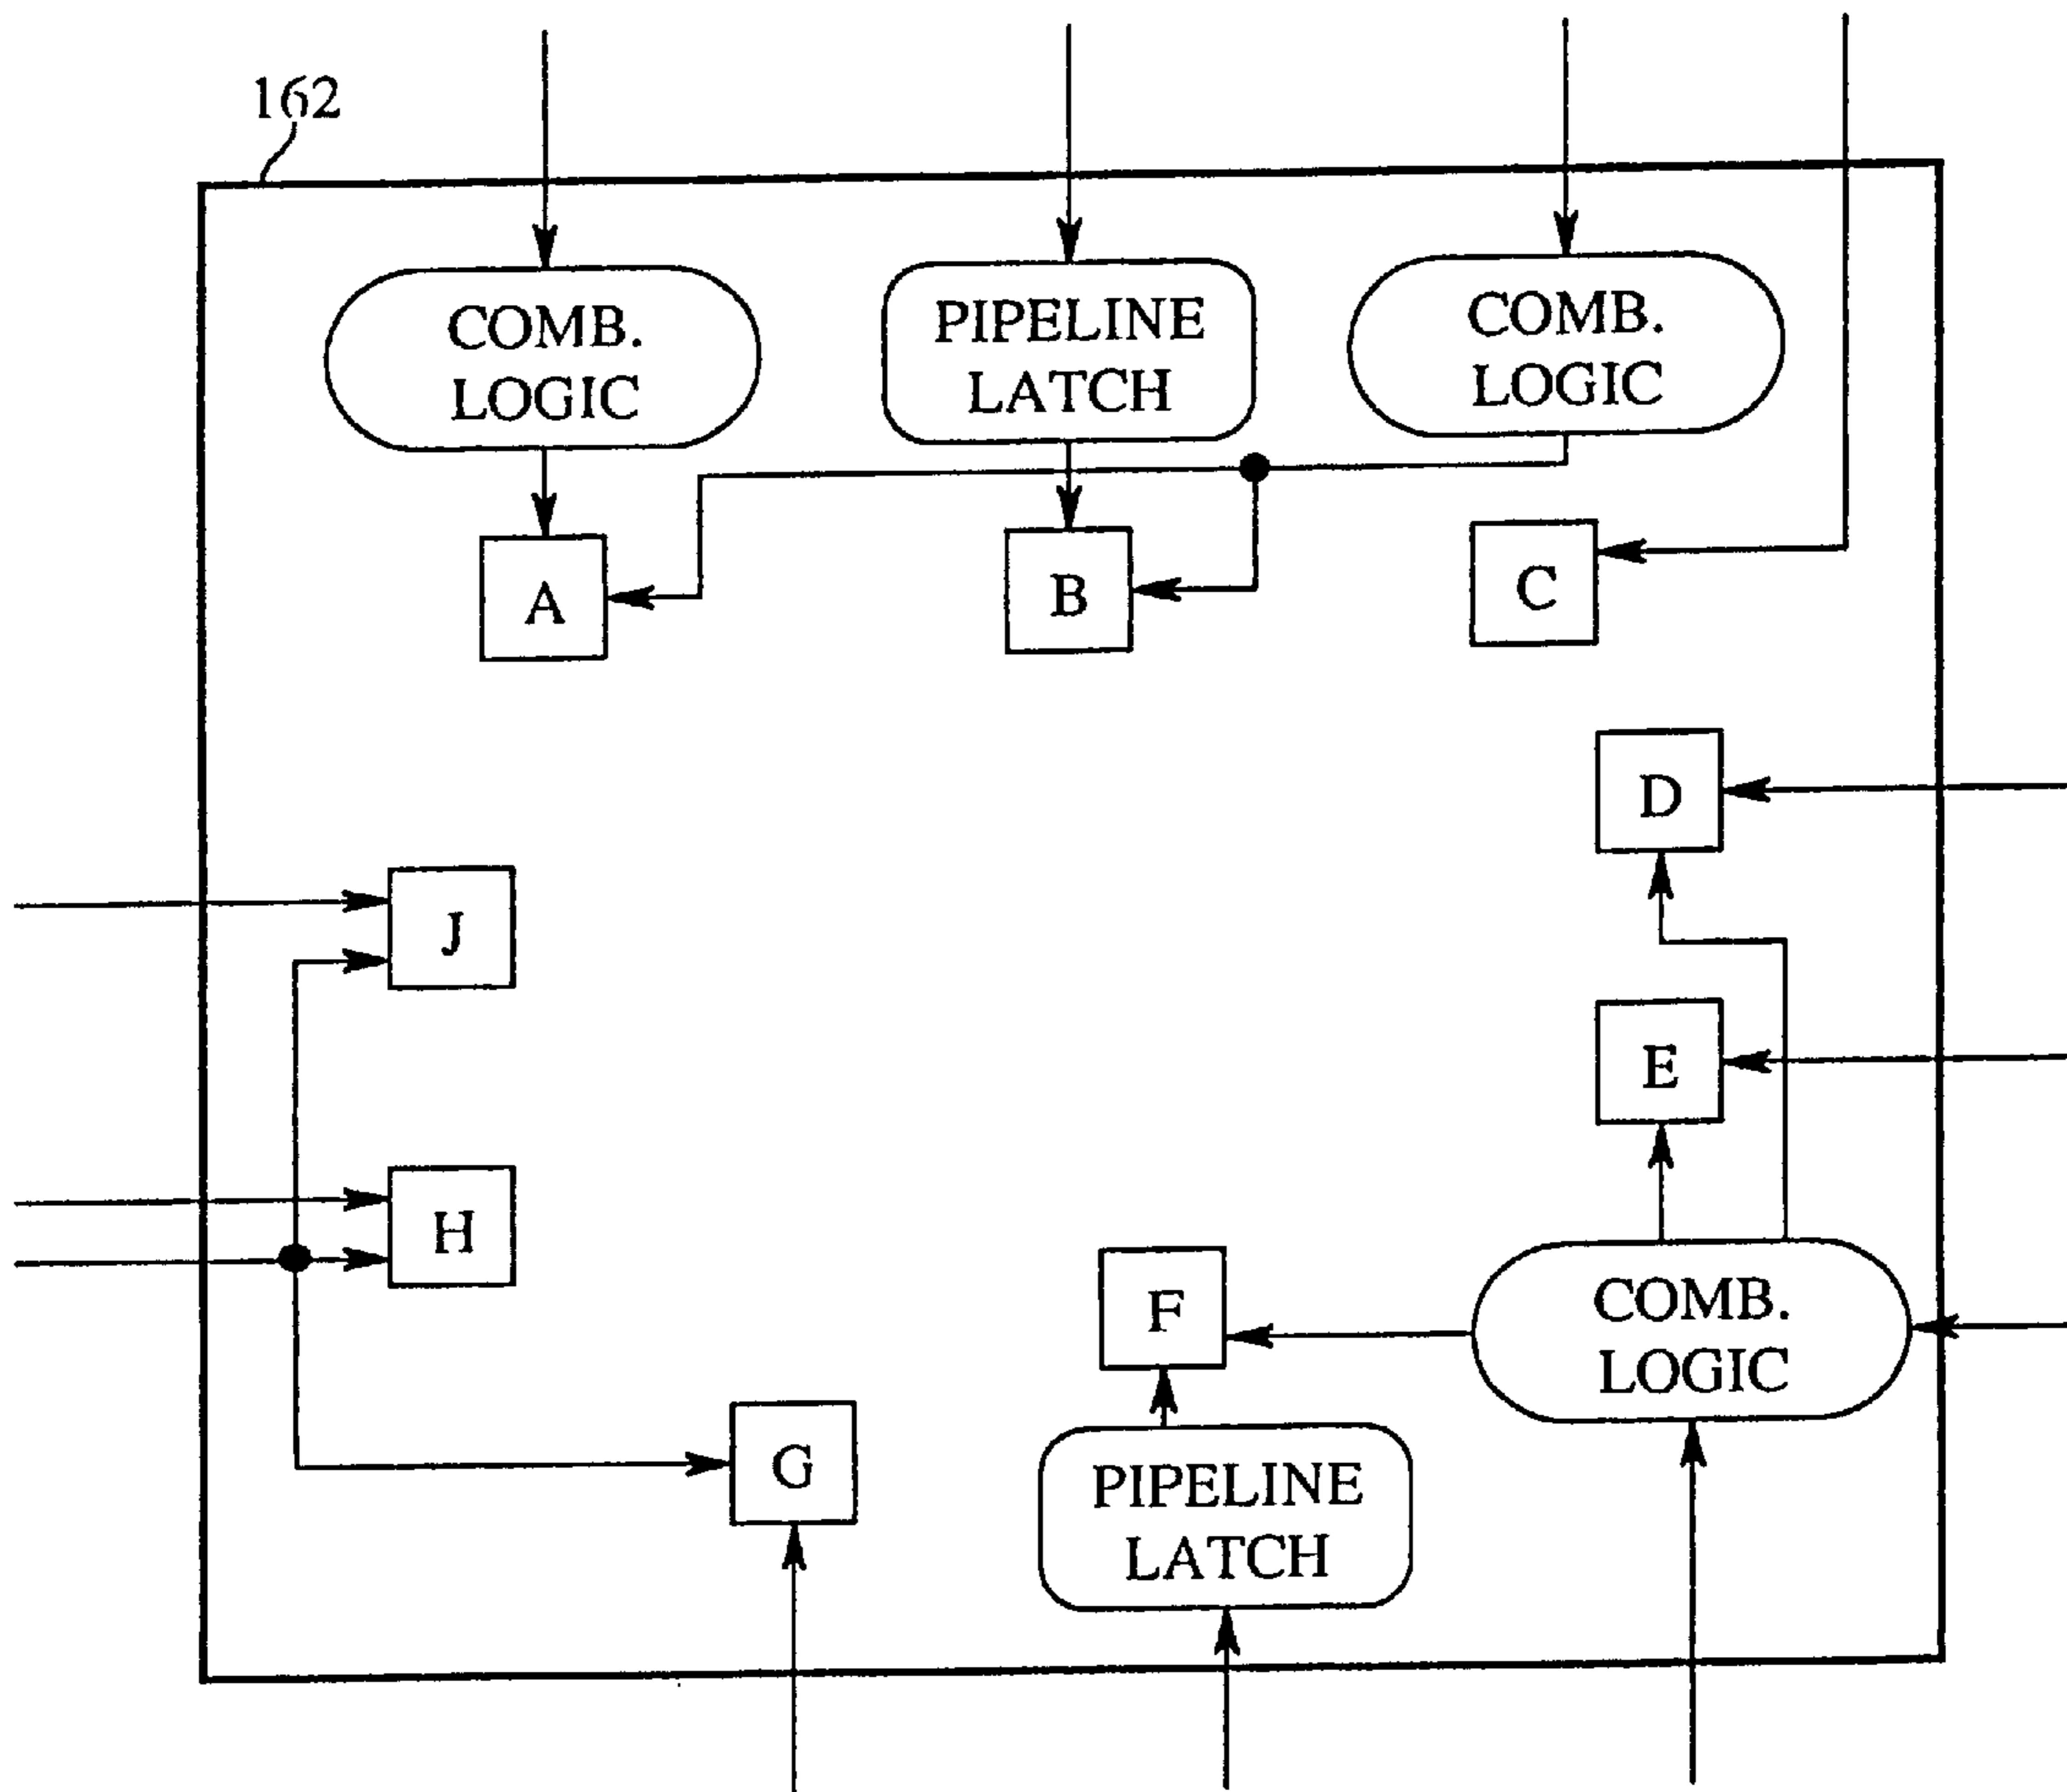 162
COMB.
LOGIC
PIPELINE
LATCH
COMB.
LOGIC
A
B
C
D
J
E
H
F
COMB.
LOGIC
G
PIPELINE
LATCH